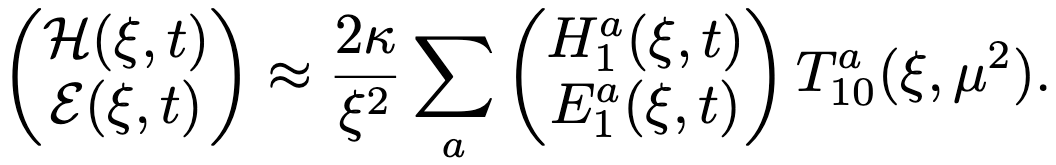 $$\begin{pmatrix} \mathcal{H}(\xi, t) \\ \mathcal{E}(\xi, t) \end{pmatrix} \approx \frac{2\kappa}{\xi^2} \sum_a \begin{pmatrix} H_1^a(\xi, t) \\ E_1^a(\xi, t) \end{pmatrix} T_{10}^a(\xi, \mu^2).$$